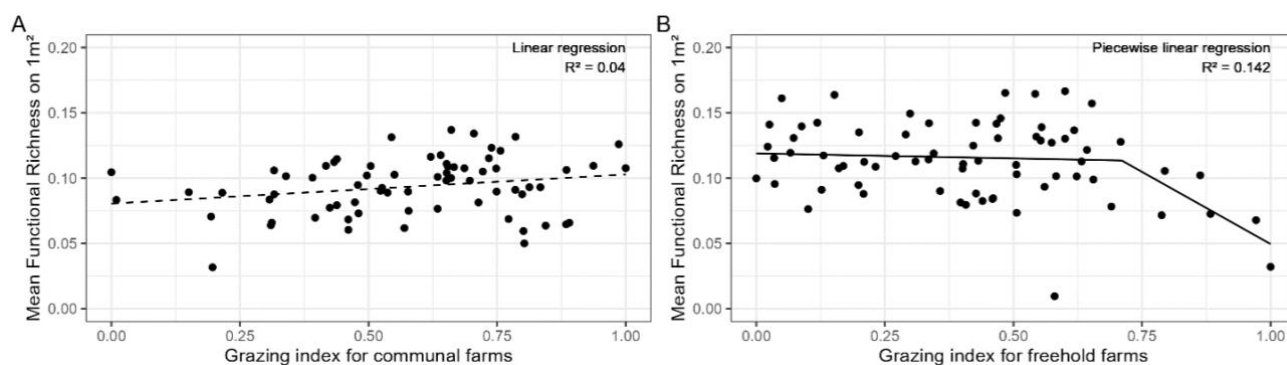 A
Mean Functional Richness on 1m²
0.20
0.15
0.10
0.05
0.00
Linear regression
R² = 0.04
0.00 0.25 0.50 0.75 1.00
Grazing index for communal farms
B
Mean Functional Richness on 1m²
0.20
0.15
0.10
0.05
0.00
Piecewise linear regression
R² = 0.142
0.00 0.25 0.50 0.75 1.00
Grazing index for freehold farms